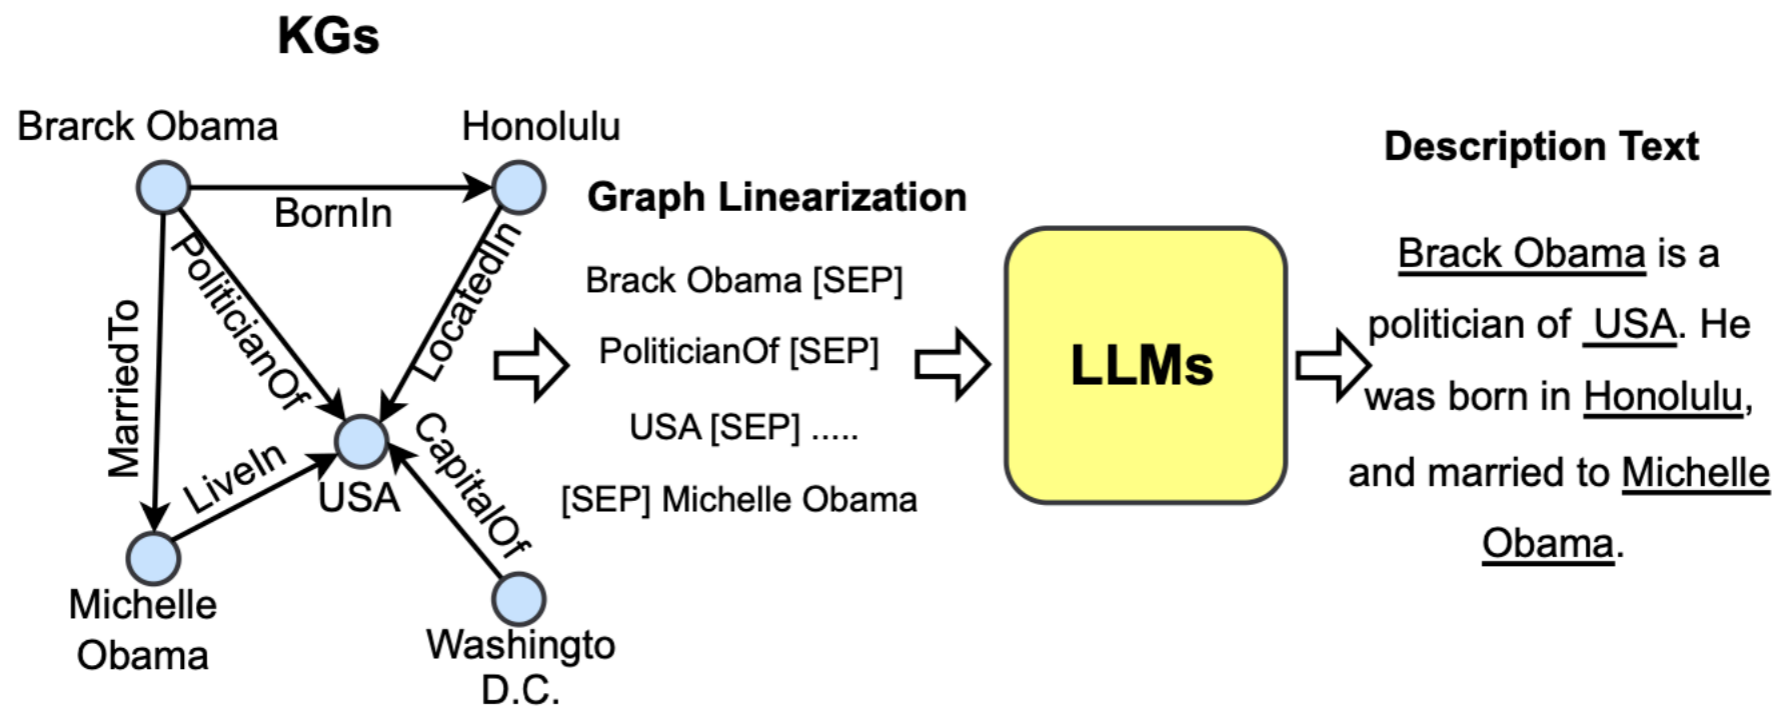 KGs
Brarck Obama
Honolulu
BornIn
PoliticianOf
LocatedIn
MarriedTo
LiveIn
USA
CapitalOf
Michelle
Obama
Washingto
D.C.
Graph Linearization
Brack Obama [SEP]
PoliticianOf [SEP]
USA [SEP] .....
[SEP] Michelle Obama
LLMs
Description Text
Brack Obama is a
politician of USA. He
was born in Honolulu,
and married to Michelle
Obama.